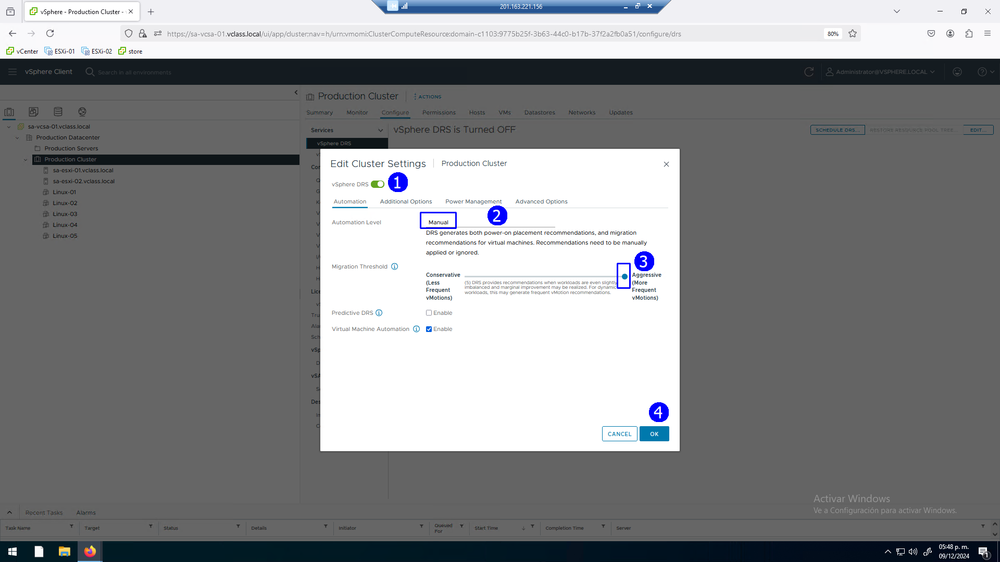 vSphere - Production Cluster -
201.163.221.156
https://sa-vcsa-01.vclass.local/ui/app/cluster;nav=h/urn:vmomi:ClusterComputeResource:domain-c1103:9775b25f-3b63-44c0-b17b-37f2a2fb0a51/configure/drs
80%
vCenter
ESXi-01
ESXi-02
store
vSphere Client
Search in all environments
Administrator@VSPHERE.LOCAL
Production Cluster
ACTIONS
Summary
Monitor
Configure
Permissions
Hosts
VMs
Datastores
Networks
Updates
sa-vcsa-01.vclass.local
Production Datacenter
Production Servers
Production Cluster
sa-esxi-01.vclass.local
sa-esxi-02.vclass.local
Linux-01
Linux-02
Linux-03
Linux-04
Linux-05
Services
vSphere DRS
vSphere DRS is Turned OFF
SCHEDULE DRS...
RESTORE RESOURCE POOL TREE...
EDIT...
Edit Cluster Settings
Production Cluster
vSphere DRS
1
Automation
Additional Options
Power Management
Advanced Options
2
Automation Level
Manual
DRS generates both power-on placement recommendations, and migration
recommendations for virtual machines. Recommendations need to be manually
applied or ignored.
3
Migration Threshold
Conservative
(Less
Frequent
vMotions)
(5) DRS provides recommendations when workloads are even slightly
imbalanced and marginal improvement may be realized. For dynamic
workloads, this may generate frequent vMotion recommendations.
Aggressive
(More
Frequent
vMotions)
Predictive DRS
Enable
Virtual Machine Automation
Enable
4
CANCEL
OK
Activar Windows
Ve a Configuración para activar Windows.
Recent Tasks
Alarms
Task Name
Target
Status
Details
Initiator
Queued
For
Start Time
Completion Time
Server
05:48 p. m.
09/12/2024
1